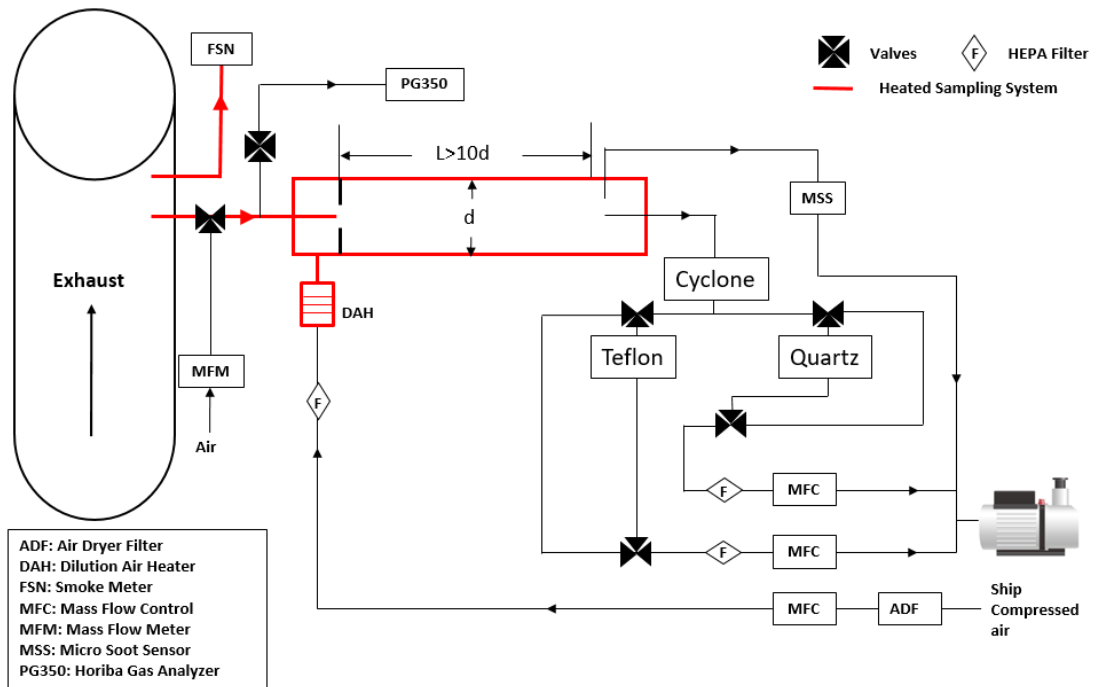 FSN
PG350
Valves
F
HEPA Filter
Heated Sampling System
L>10d
d
MSS
Exhaust
Cyclone
DAH
Teflon
Quartz
MFM
F
Air
F
MFC
F
MFC
MFC
ADF
Ship
Compressed
air
ADF: Air Dryer Filter
DAH: Dilution Air Heater
FSN: Smoke Meter
MFC: Mass Flow Control
MFM: Mass Flow Meter
MSS: Micro Soot Sensor
PG350: Horiba Gas Analyzer